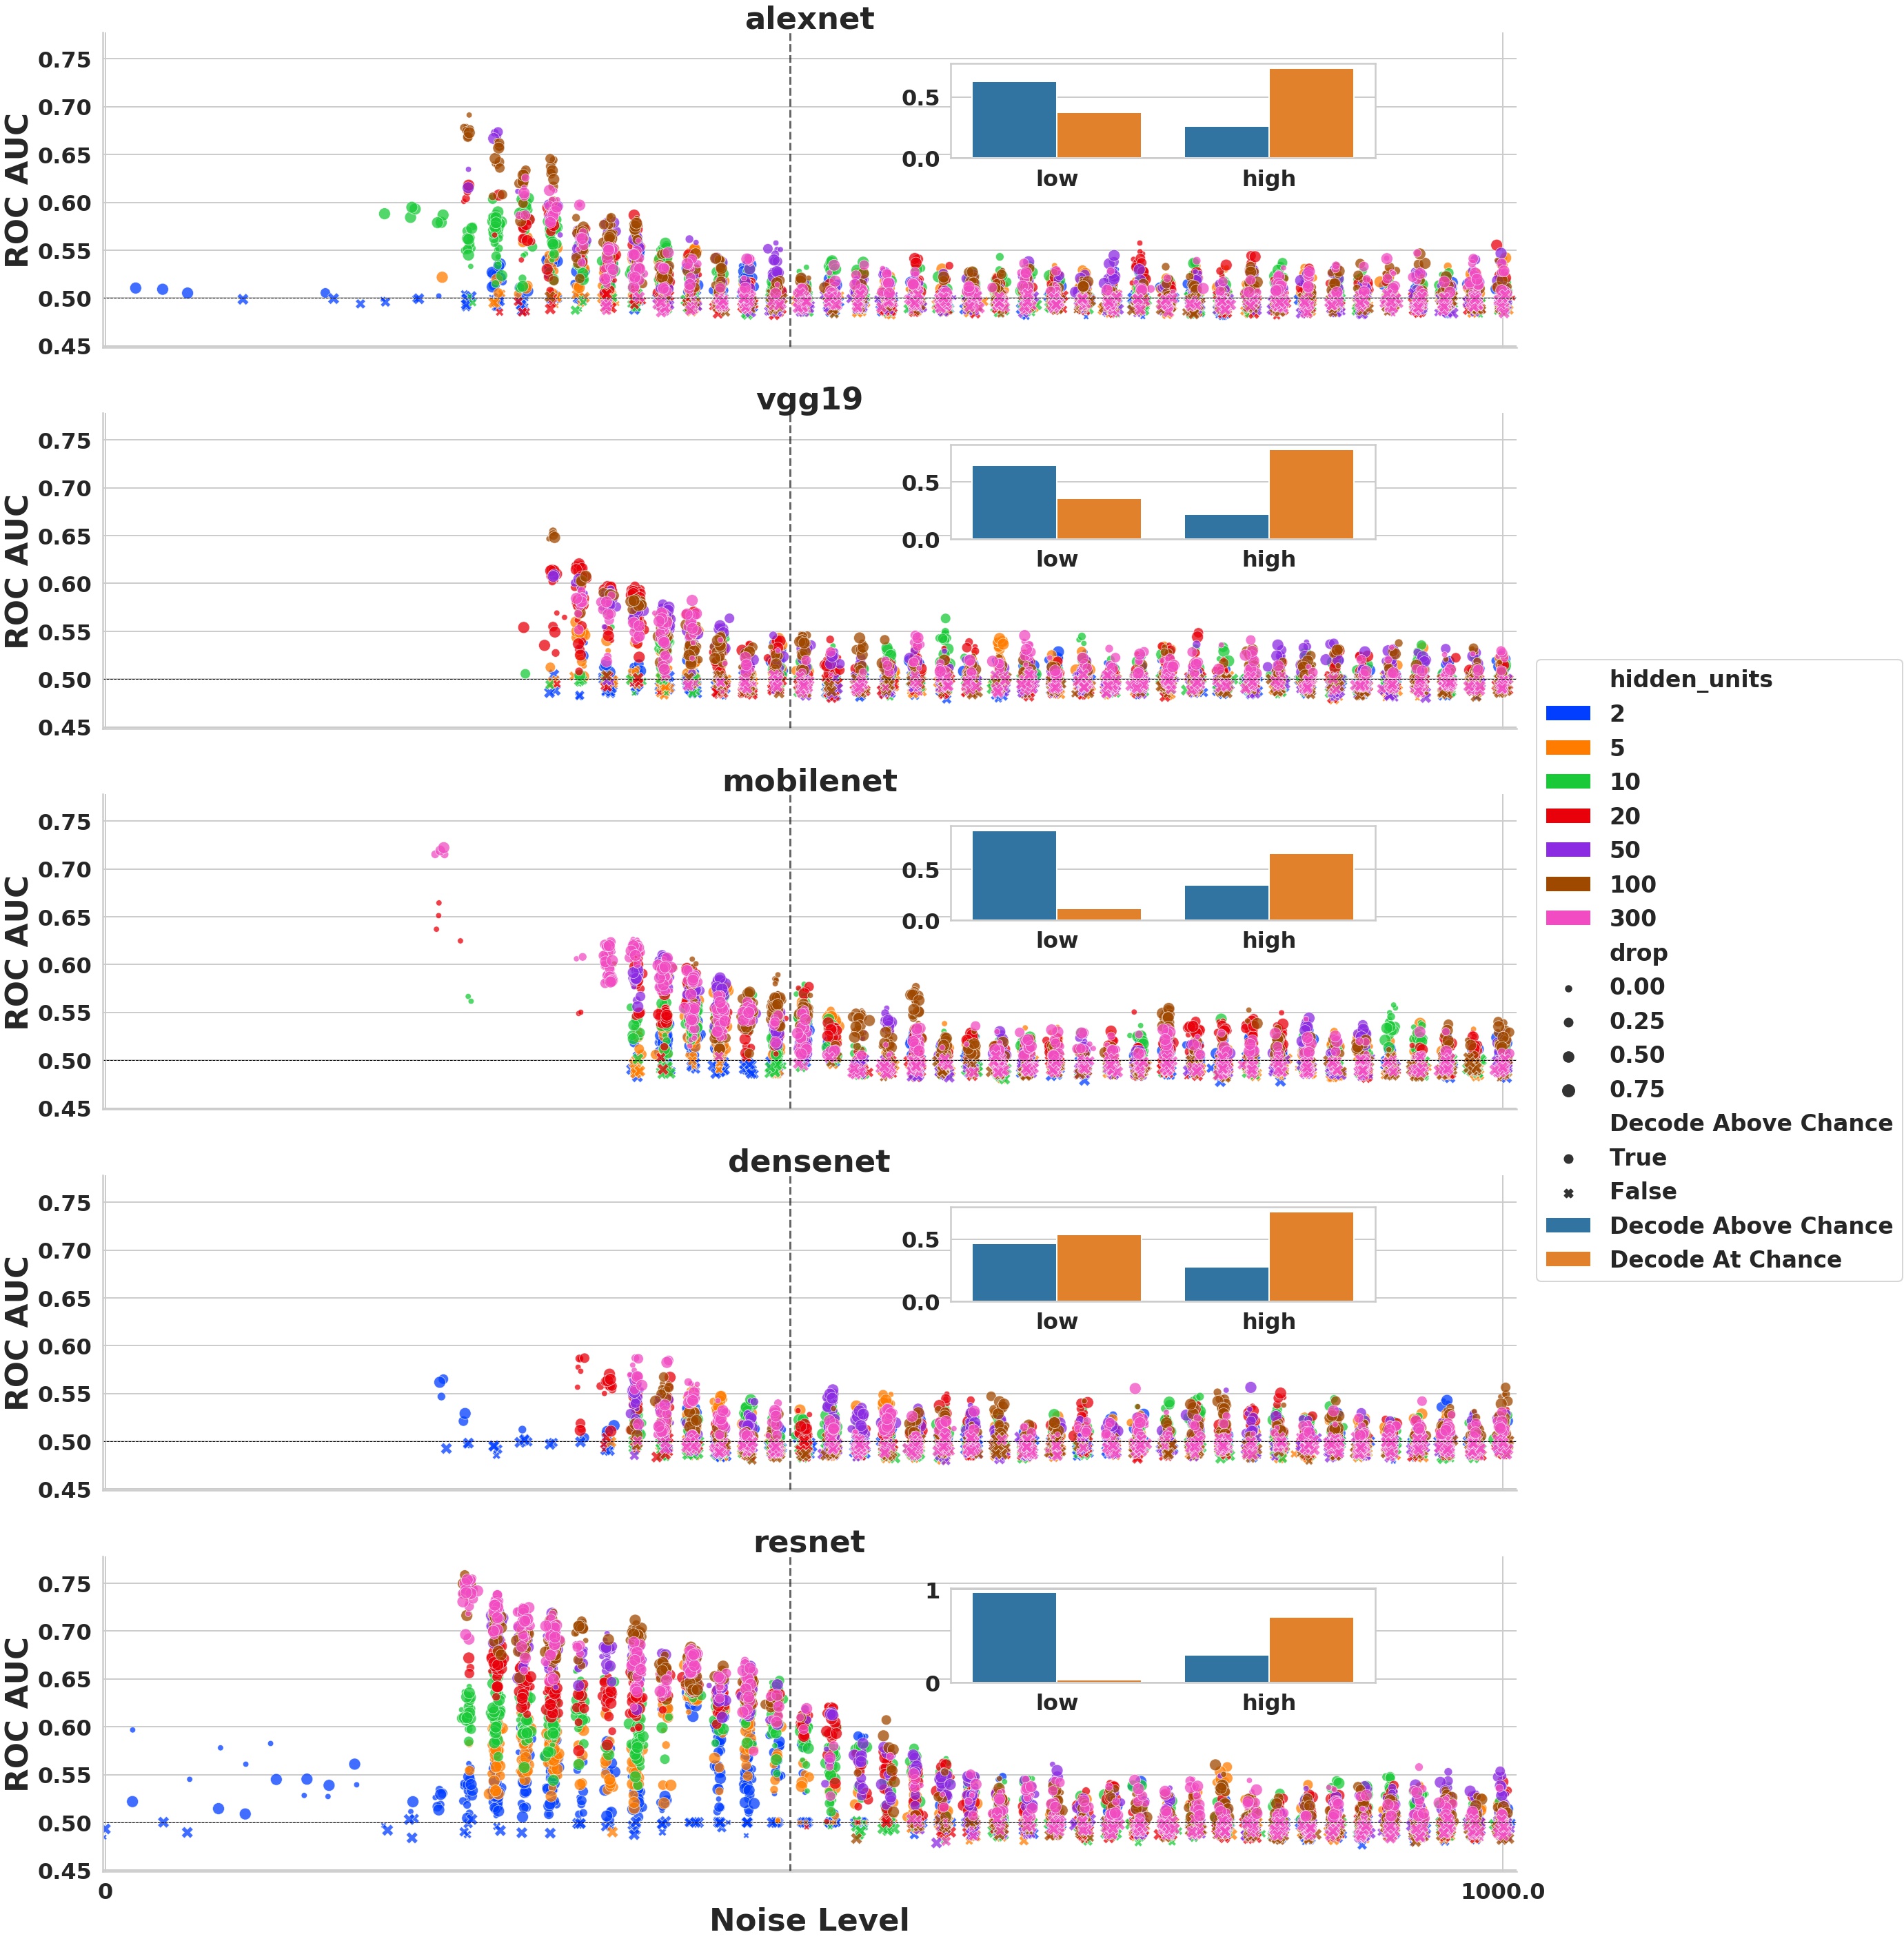 alexnet
ROC AUC
0.75
0.70
0.65
0.60
0.55
0.50
0.45
0.5
0.0
low high
vgg19
ROC AUC
0.75
0.70
0.65
0.60
0.55
0.50
0.45
0.5
0.0
low high
mobilenet
ROC AUC
0.75
0.70
0.65
0.60
0.55
0.50
0.45
0.5
0.0
low high
densenet
ROC AUC
0.75
0.70
0.65
0.60
0.55
0.50
0.45
0.5
0.0
low high
resnet
ROC AUC
0.75
0.70
0.65
0.60
0.55
0.50
0.45
1
0
low high
0 1000.0
Noise Level
hidden_units
2
5
10
20
50
100
300
drop
0.00
0.25
0.50
0.75
Decode Above Chance
True
False
Decode Above Chance
Decode At Chance